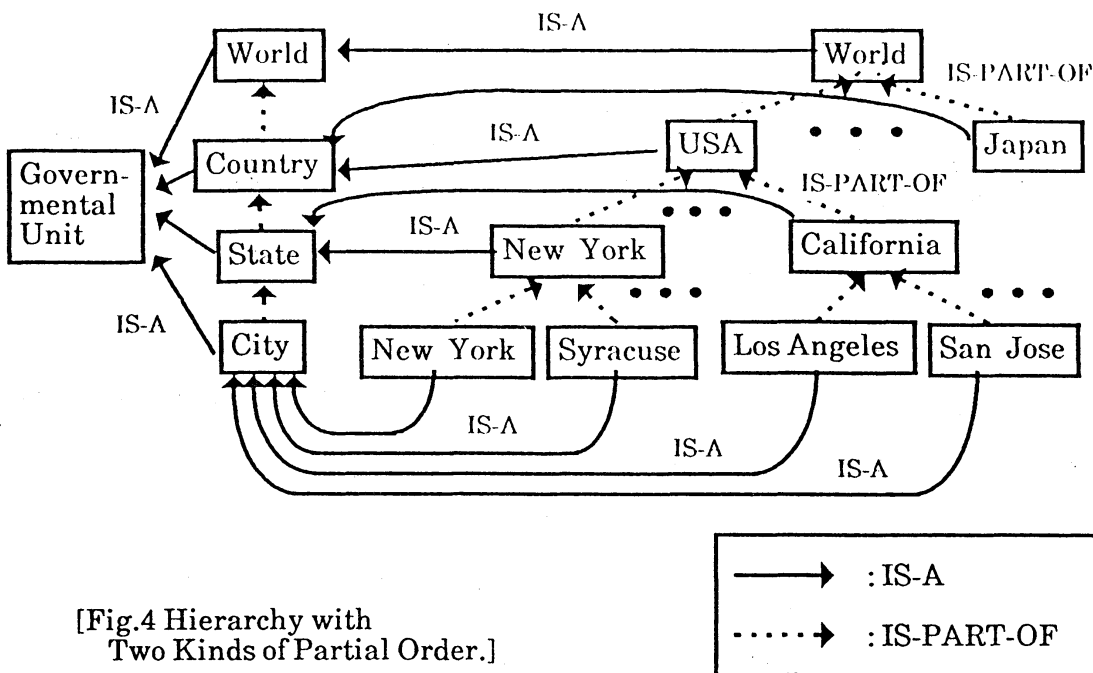 IS-A
World
World
IS-PART-OF
IS-A
USA
IS-A
Japan
Country
Govern-
mental
Unit
IS-PART-OF
IS-A
New York
California
State
IS-A
City
New York
Syracuse
Los Angeles
San Jose
IS-A
IS-A
IS-A
: IS-A
: IS-PART-OF
[Fig.4 Hierarchy with
Two Kinds of Partial Order.]